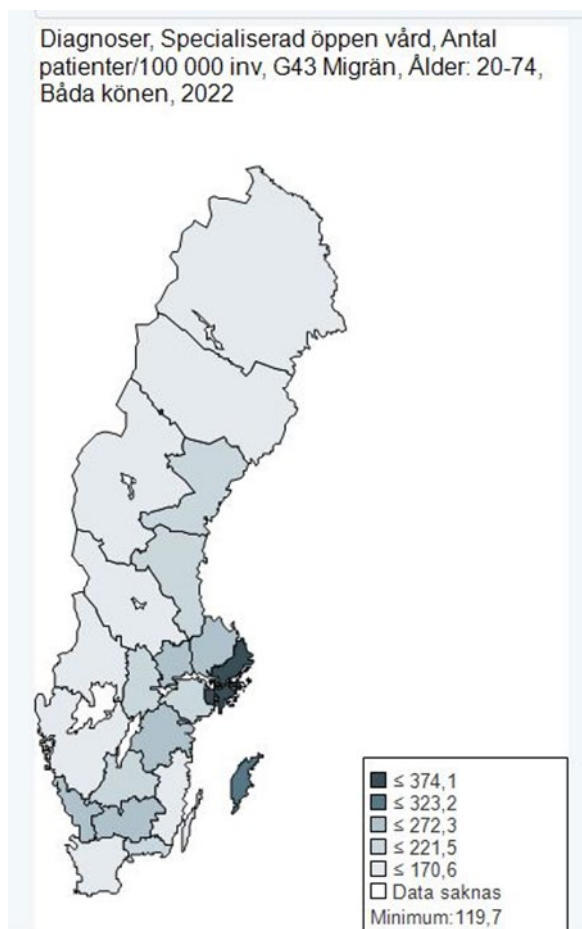 Diagnoser, Specialiserad öppen vård, Antal
patienter/100 000 inv, G43 Migrän, Ålder: 20-74,
Båda könen, 2022
≤ 374,1
≤ 323,2
≤ 272,3
≤ 221,5
≤ 170,6
Data saknas
Minimum:119,7